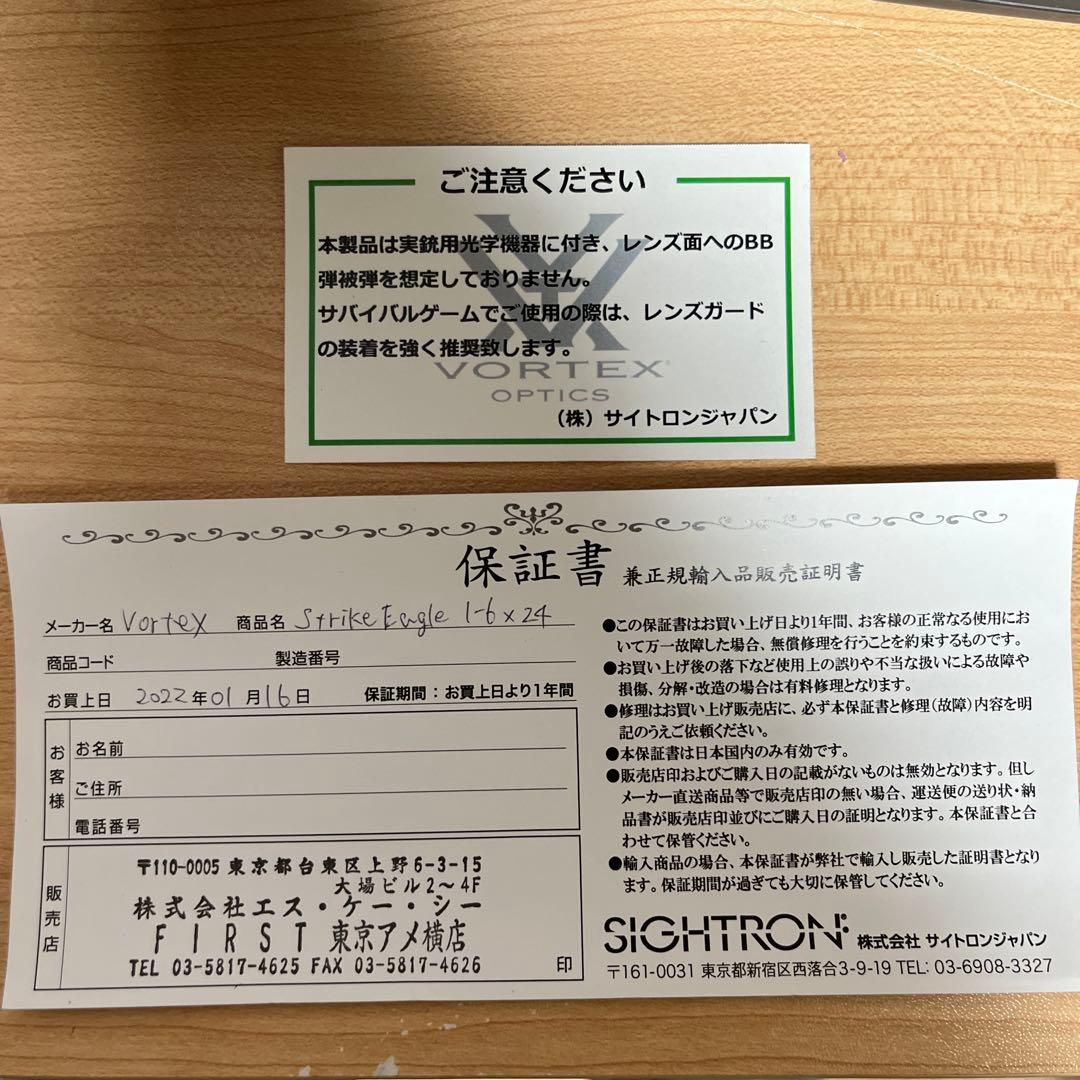 ご注意ください
本製品は実銃用光学機器に付き、レンズ面へのBB
弾被弾を想定しておりません。
サバイバルゲームでご使用の際は、レンズガード
の装着を強く推奨致します。
VORTEX
OPTICS
（株）サイトロンジャパン
保証書 兼正規輸入品販売証明書
メーカー名 Vortex 商品名 Strike Eagle 1-6×24
商品コード 製造番号
お買上日 2022年01月16日 保証期間：お買上日より1年間
お客様
お名前
ご住所
電話番号
販売店
〒110-0005 東京都台東区上野6-3-15
大場ビル2～4F
株式会社エス・ケー・シー
FIRST 東京アメ横店
TEL 03-5817-4625 FAX 03-5817-4626 印
●この保証書はお買い上げ日より1年間、お客様の正常なる使用にお
いて万一故障した場合、無償修理を行うことを約束するものです。
●お買い上げ後の落下など使用上の誤りや不当な扱いによる故障や
損傷、分解・改造の場合は有料修理となります。
●修理はお買い上げ販売店に、必ず本保証書と修理（故障）内容を明
記のうえご依頼ください。
●本保証書は日本国内のみ有効です。
●販売店印およびご購入日の記載がないものは無効となります。但し
メーカー直送商品等で販売店印の無い場合、運送便の送り状・納
品書が販売店印並びにご購入日の証明となります。本保証書と合
わせて保管ください。
●輸入商品の場合、本保証書が弊社で輸入し販売した証明書となり
ます。保証期間が過ぎても大切に保管してください。
SIGHTRON 株式会社 サイトロンジャパン
〒161-0031 東京都新宿区西落合3-9-19 TEL: 03-6908-3327